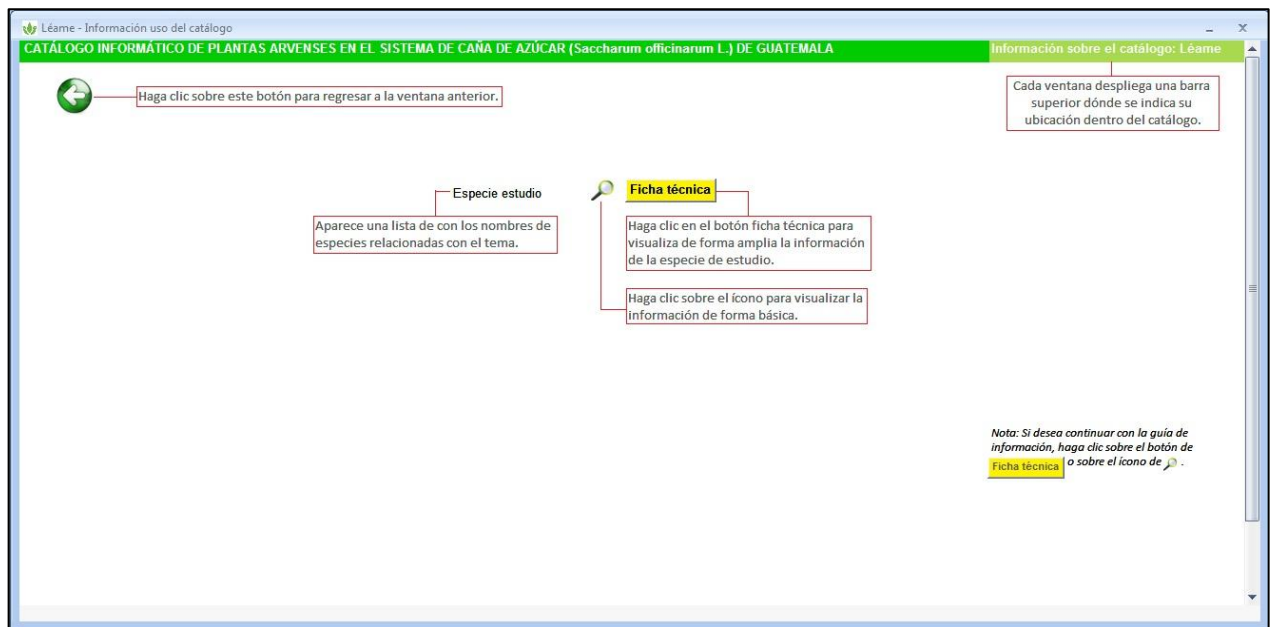 Léame - Información uso del catálogo
CATÁLOGO INFORMÁTICO DE PLANTAS ARVENSES EN EL SISTEMA DE CAÑA DE AZÚCAR (Saccharum officinarum L.) DE GUATEMALA
Información sobre el catálogo: Léame
Haga clic sobre este botón para regresar a la ventana anterior.
Cada ventana despliega una barra
superior dónde se indica su
ubicación dentro del catálogo.
Especie estudio
Ficha técnica
Aparece una lista de con los nombres de
especies relacionadas con el tema.
Haga clic en el botón ficha técnica para
visualiza de forma amplia la información
de la especie de estudio.
Haga clic sobre el ícono para visualizar la
información de forma básica.
Nota: Si desea continuar con la guía de
información, haga clic sobre el botón de
Ficha técnica o sobre el ícono de .